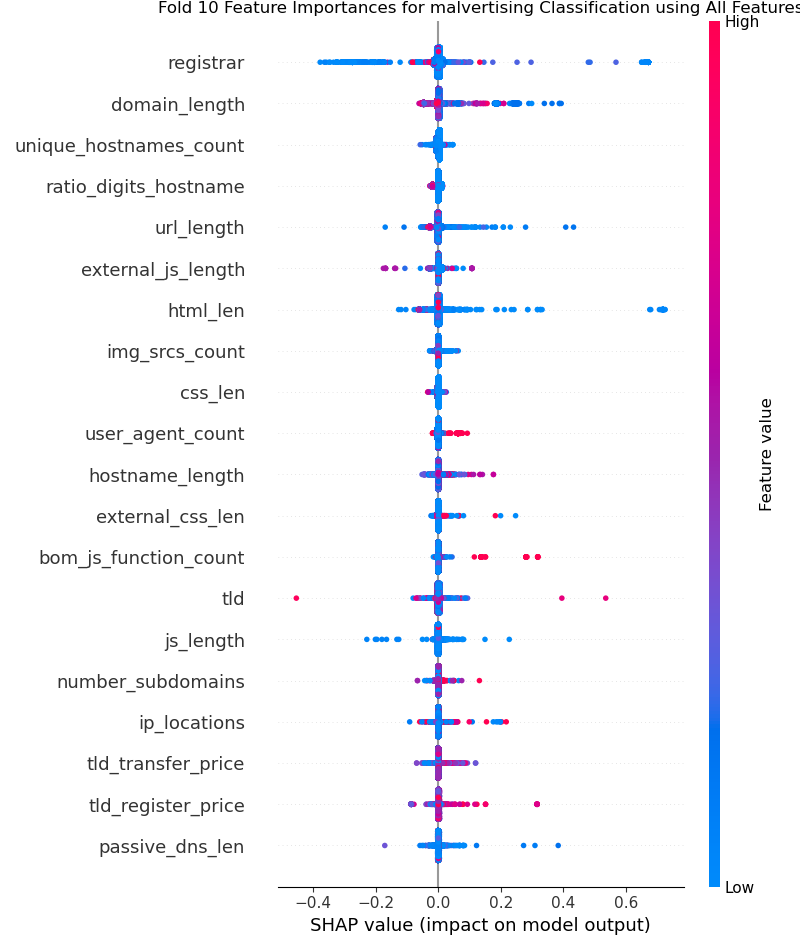 Fold 10 Feature Importances for malvertising Classification using All Features
High
registrar
domain_length
unique_hostnames_count
ratio_digits_hostname
url_length
external_js_length
html_len
img_srcs_count
css_len
user_agent_count
hostname_length
external_css_len
bom_js_function_count
tld
js_length
number_subdomains
ip_locations
tld_transfer_price
tld_register_price
passive_dns_len
Feature value
Low
−0.4 −0.2 0.0 0.2 0.4 0.6
SHAP value (impact on model output)